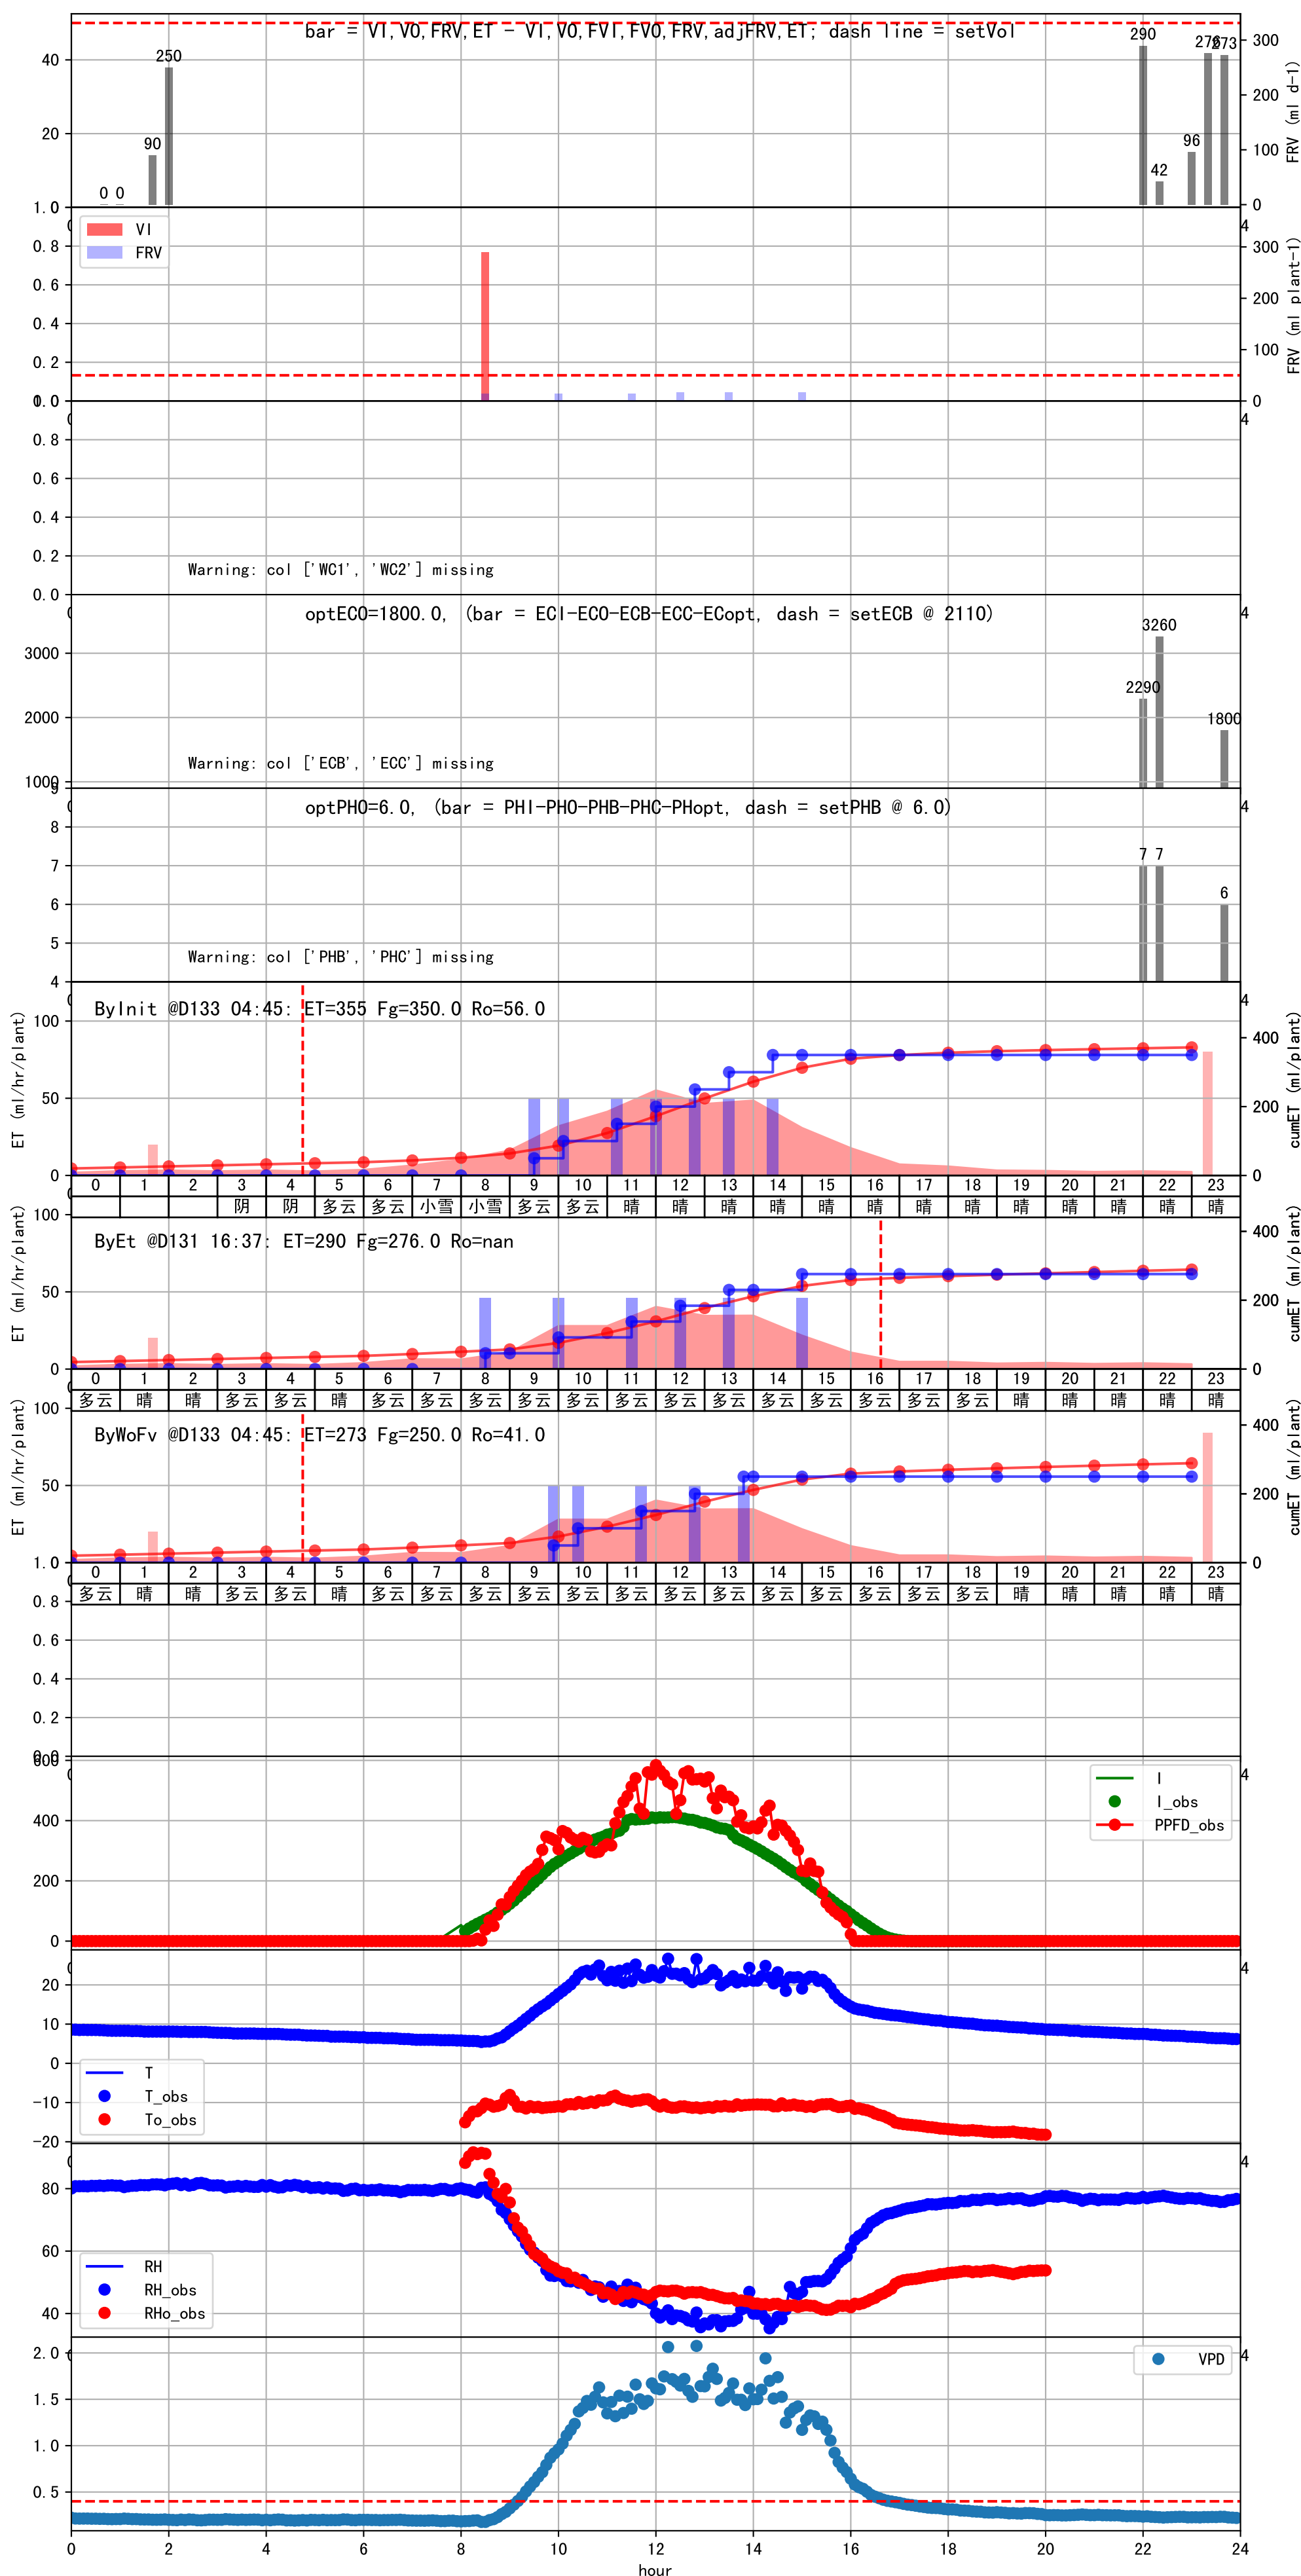 bar = VI,VO,FRV,ET - VI,VO,FVI,FVO,FRV,adjFRV,ET; dash line = setVol
40
20
250
90
0 0
290
42
96
276
273
300
200
100
0
FRV (ml d-1)
1.0
0.8
0.6
0.4
0.2
0.0
VI
FRV
4
300
200
100
0
FRV (ml plant-1)
1.0
0.8
0.6
0.4
0.2
0.0
4
Warning: col ['WC1', 'WC2'] missing
optECO=1800.0, (bar = ECI-ECO-ECB-ECC-ECopt, dash = setECB @ 2110)
4
3000
2000
1000
3260
2290
1800
Warning: col ['ECB', 'ECC'] missing
optPHO=6.0, (bar = PHI-PHO-PHB-PHC-PHopt, dash = setPHB @ 6.0)
4
9
8
7
6
5
4
7 7
6
Warning: col ['PHB', 'PHC'] missing
ByInit @D133 04:45: ET=355 Fg=350.0 Ro=56.0
4
100
50
0
ET (ml/hr/plant)
400
200
0
cumET (ml/plant)
0 1 2 3 4 5 6 7 8 9 10 11 12 13 14 15 16 17 18 19 20 21 22 23
阴 阴 多云 多云 小雪 小雪 多云 多云 晴 晴 晴 晴 晴 晴 晴 晴 晴 晴 晴 晴 晴
ByEt @D131 16:37: ET=290 Fg=276.0 Ro=nan
100
50
0
ET (ml/hr/plant)
400
200
0
cumET (ml/plant)
0 1 2 3 4 5 6 7 8 9 10 11 12 13 14 15 16 17 18 19 20 21 22 23
多云 晴 晴 多云 多云 晴 多云 多云 多云 多云 多云 多云 多云 多云 多云 多云 多云 多云 多云 晴 晴 晴 晴 晴
ByWoFv @D133 04:45: ET=273 Fg=250.0 Ro=41.0
100
50
ET (ml/hr/plant)
400
200
0
cumET (ml/plant)
0 1 2 3 4 5 6 7 8 9 10 11 12 13 14 15 16 17 18 19 20 21 22 23
多云 晴 晴 多云 多云 晴 多云 多云 多云 多云 多云 多云 多云 多云 多云 多云 多云 多云 多云 晴 晴 晴 晴 晴
1.0
0.8
0.6
0.4
0.2
0.0
600
400
200
0
I
I_obs
PPFD_obs
4
20
10
0
-10
-20
T
T_obs
To_obs
4
80
60
40
RH
RH_obs
RHo_obs
4
2.0
1.5
1.0
0.5
VPD
4
0 2 4 6 8 10 12 14 16 18 20 22 24
hour